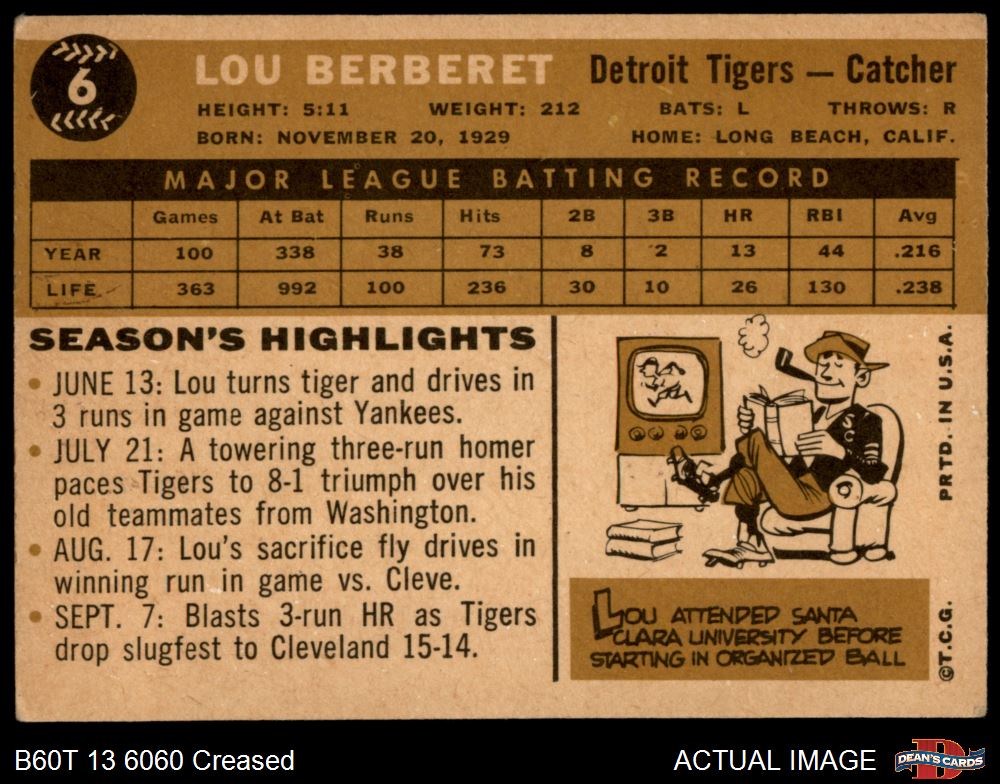 6
LOU BERBERET Detroit Tigers — Catcher
HEIGHT: 5:11 WEIGHT: 212 BATS: L THROWS: R
BORN: NOVEMBER 20, 1929 HOME: LONG BEACH, CALIF.
MAJOR LEAGUE BATTING RECORD
Games At Bat Runs Hits 2B 3B HR RBI Avg
YEAR 100 338 38 73 8 2 13 44 .216
LIFE 363 992 100 236 30 10 26 130 .238
SEASON'S HIGHLIGHTS
• JUNE 13: Lou turns tiger and drives in
3 runs in game against Yankees.
• JULY 21: A towering three-run homer
paces Tigers to 8-1 triumph over his
old teammates from Washington.
• AUG. 17: Lou's sacrifice fly drives in
winning run in game vs. Cleve.
• SEPT. 7: Blasts 3-run HR as Tigers
drop slugfest to Cleveland 15-14.
SC
LOU ATTENDED SANTA
CLARA UNIVERSITY BEFORE
STARTING IN ORGANIZED BALL
PRTD. IN U.S.A.
©T.C.G.
B60T 13 6060 Creased
ACTUAL IMAGE
D
DEAN'S CARDS